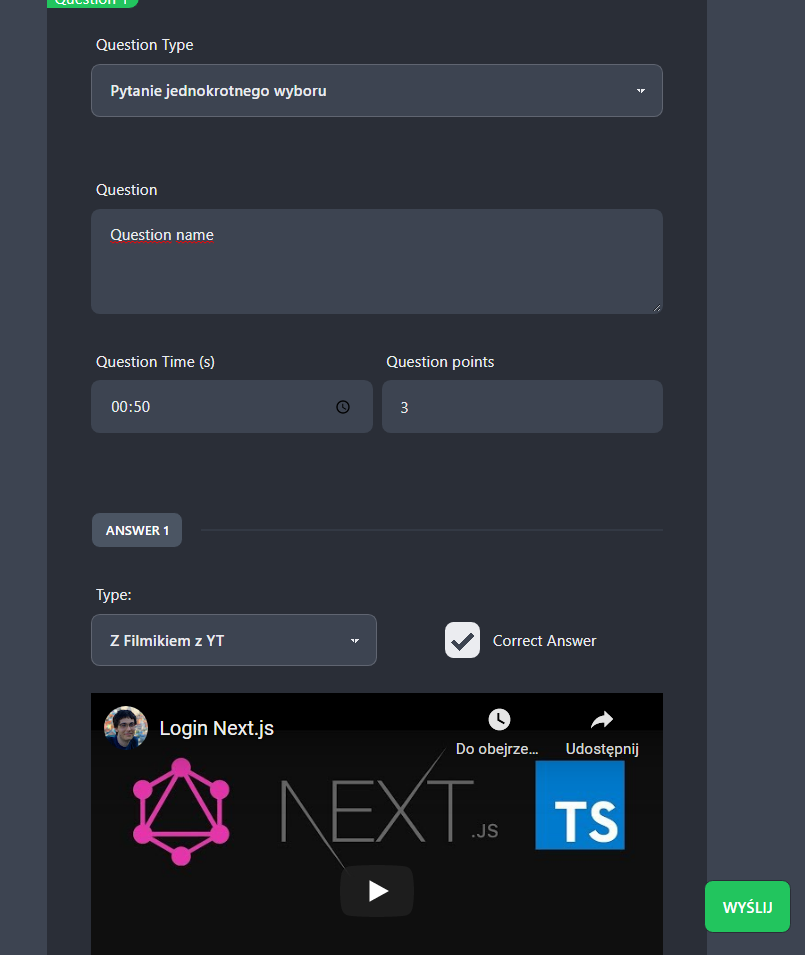 Question 1
Question Type
Pytanie jednokrotnego wyboru
Question
Question name
Question Time (s)
Question points
00:50
3
ANSWER 1
Type:
Z Filmikiem z YT
Correct Answer
Login Next.js
Do obejrze...
Udostępnij
NEXT.JS
TS
WYŚLIJ